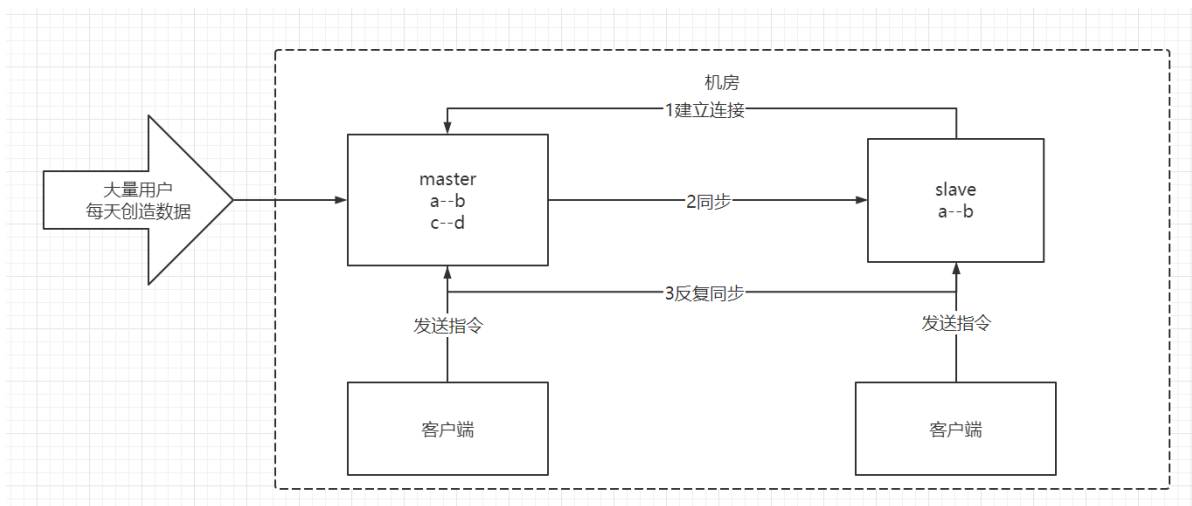 机房
1建立连接
大量用户
每天创造数据
master
a--b
c--d
2同步
slave
a--b
3反复同步
发送指令
发送指令
客户端
客户端